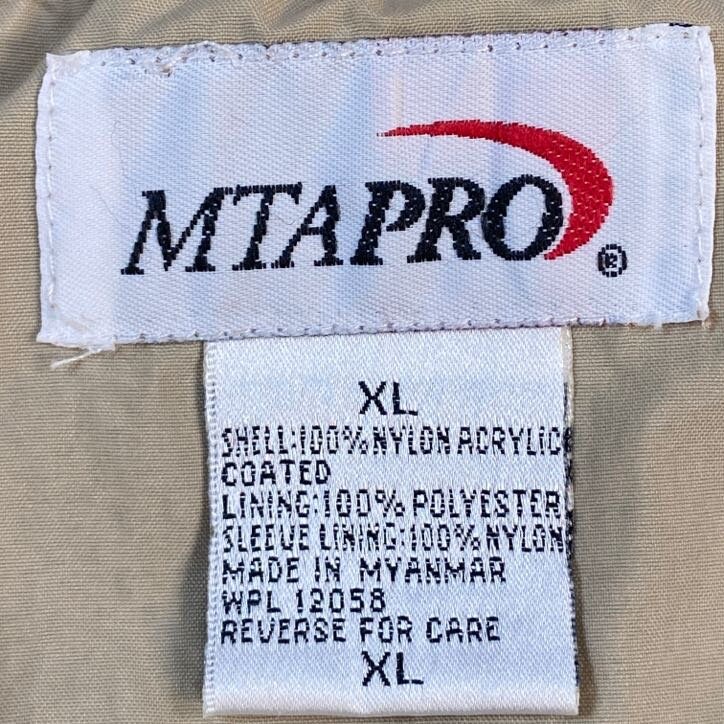 MTAPRO®
XL
SHELL:100% NYLON ACRYLIC
COATED
LINING:100% POLYESTER
SLEEVE LINING:100% NYLON
MADE IN MYANMAR
WPL 12058
REVERSE FOR CARE
XL